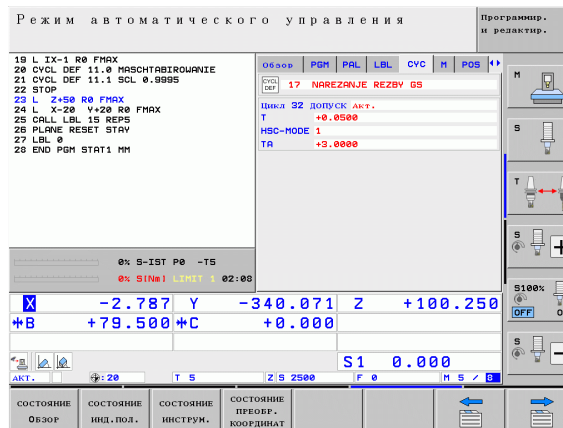 Режим автоматического управления
Программир.
и редактир.
19 L IX-1 R0 FMAX
20 CYCL DEF 11.0 MASCHTABIROWANIE
21 CYCL DEF 11.1 SCL 0.9995
22 STOP
23 L Z+50 R0 FMAX
24 L X-20 Y+20 R0 FMAX
25 CALL LBL 15 REP5
26 PLANE RESET STAY
27 LBL 0
28 END PGM STAT1 MM
Обзор PGM PAL LBL CYC M POS
CYCL DEF 17 NAREZANJE REZBY GS
Цикл 32 ДОПУСК Акт.
T +0.0500
HSC-MODE 1
TA +3.0000
0% S-IST P0 -T5
0% S[Nm] LIMIT 1 02:08
X -2.787 Y -340.071 Z +100.250
B +79.500 C +0.000
S1 0.000
АКТ. :20 T 5 Z S 2500 F 0 M 5 / 8
M
S
T
S
S100%
OFF
S
СОСТОЯНИЕ ОБЗОР
СОСТОЯНИЕ ИНД.ПОЛ.
СОСТОЯНИЕ ИНСТРУМ.
СОСТОЯНИЕ ПРЕОБР. КООРДИНАТ